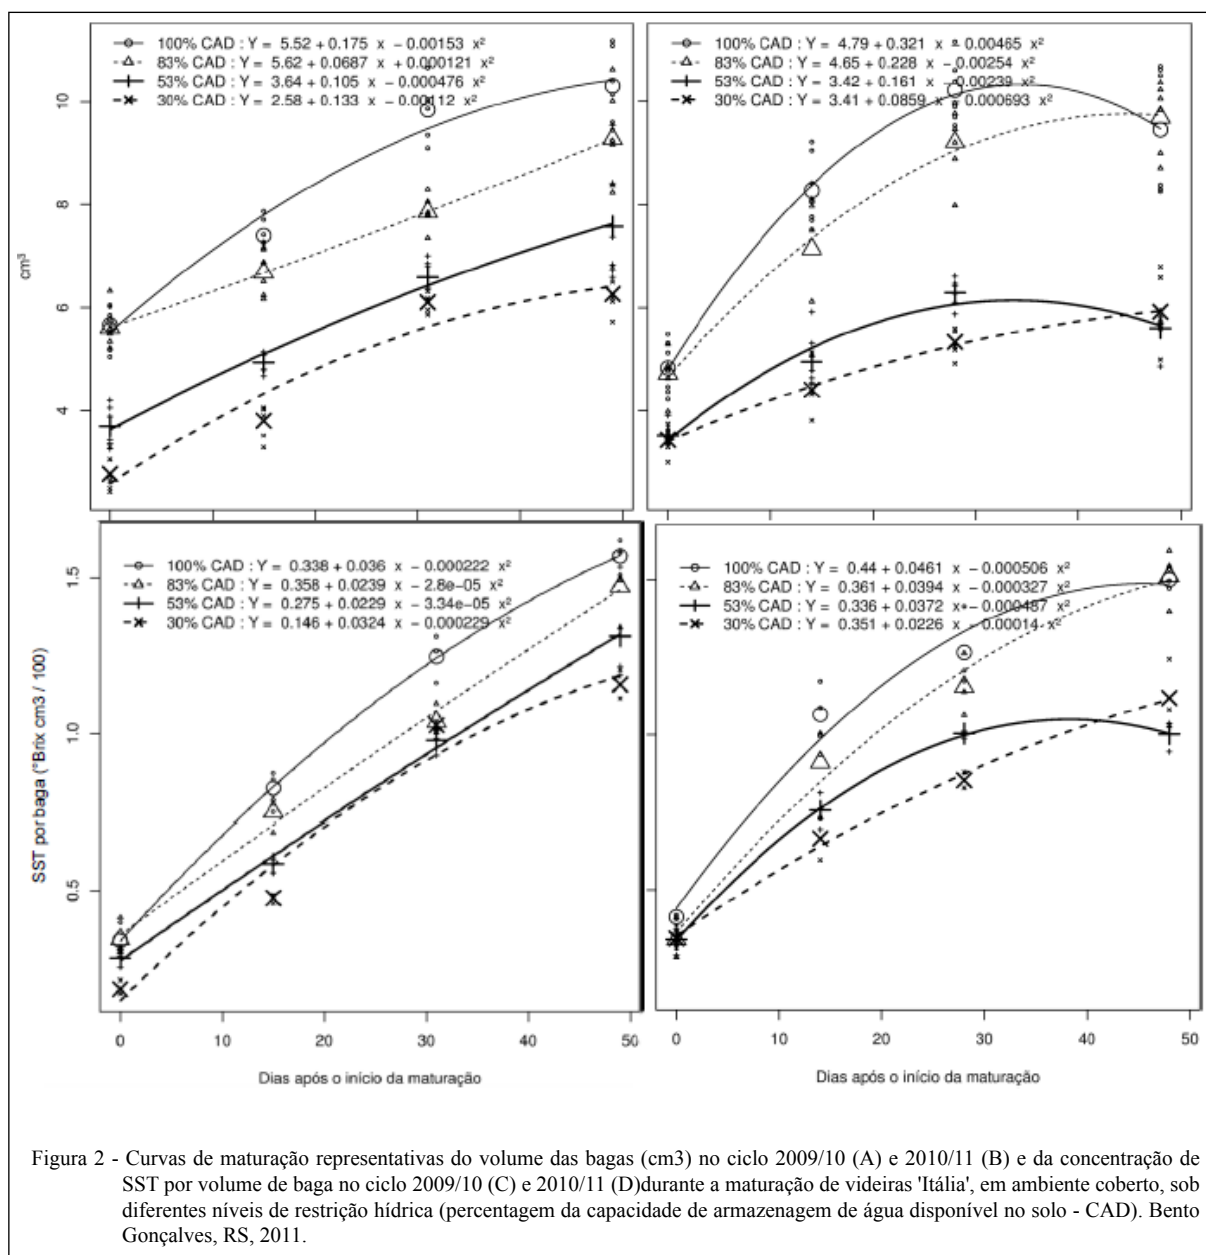 100% CAD : Y = 5.52 + 0.175 x − 0.00153 x²
83% CAD : Y = 5.62 + 0.0687 x + 0.000121 x²
53% CAD : Y = 3.64 + 0.105 x − 0.000476 x²
30% CAD : Y = 2.58 + 0.133 x − 0.00112 x²
100% CAD : Y = 4.79 + 0.321 x − 0.00465 x²
83% CAD : Y = 4.65 + 0.228 x − 0.00254 x²
53% CAD : Y = 3.42 + 0.161 x − 0.00239 x²
30% CAD : Y = 3.41 + 0.0859 x − 0.000693 x²
10
8
6
4
cm³
100% CAD : Y = 0.338 + 0.036 x − 0.000222 x²
83% CAD : Y = 0.358 + 0.0239 x − 2.8e-05 x²
53% CAD : Y = 0.275 + 0.0229 x − 3.34e-05 x²
30% CAD : Y = 0.146 + 0.0324 x − 0.000229 x²
100% CAD : Y = 0.44 + 0.0461 x − 0.000506 x²
83% CAD : Y = 0.361 + 0.0394 x − 0.000327 x²
53% CAD : Y = 0.336 + 0.0372 x − 0.000487 x²
30% CAD : Y = 0.351 + 0.0226 x − 0.00014 x²
1.5
1.0
0.5
SST por baga (°Brix cm3 / 100)
0 10 20 30 40 50
0 10 20 30 40 50
Dias após o início da maturação
Dias após o início da maturação
Figura 2 - Curvas de maturação representativas do volume das bagas (cm3) no ciclo 2009/10 (A) e 2010/11 (B) e da concentração de
SST por volume de baga no ciclo 2009/10 (C) e 2010/11 (D)durante a maturação de videiras 'Itália', em ambiente coberto, sob
diferentes níveis de restrição hídrica (percentagem da capacidade de armazenagem de água disponível no solo - CAD). Bento
Gonçalves, RS, 2011.